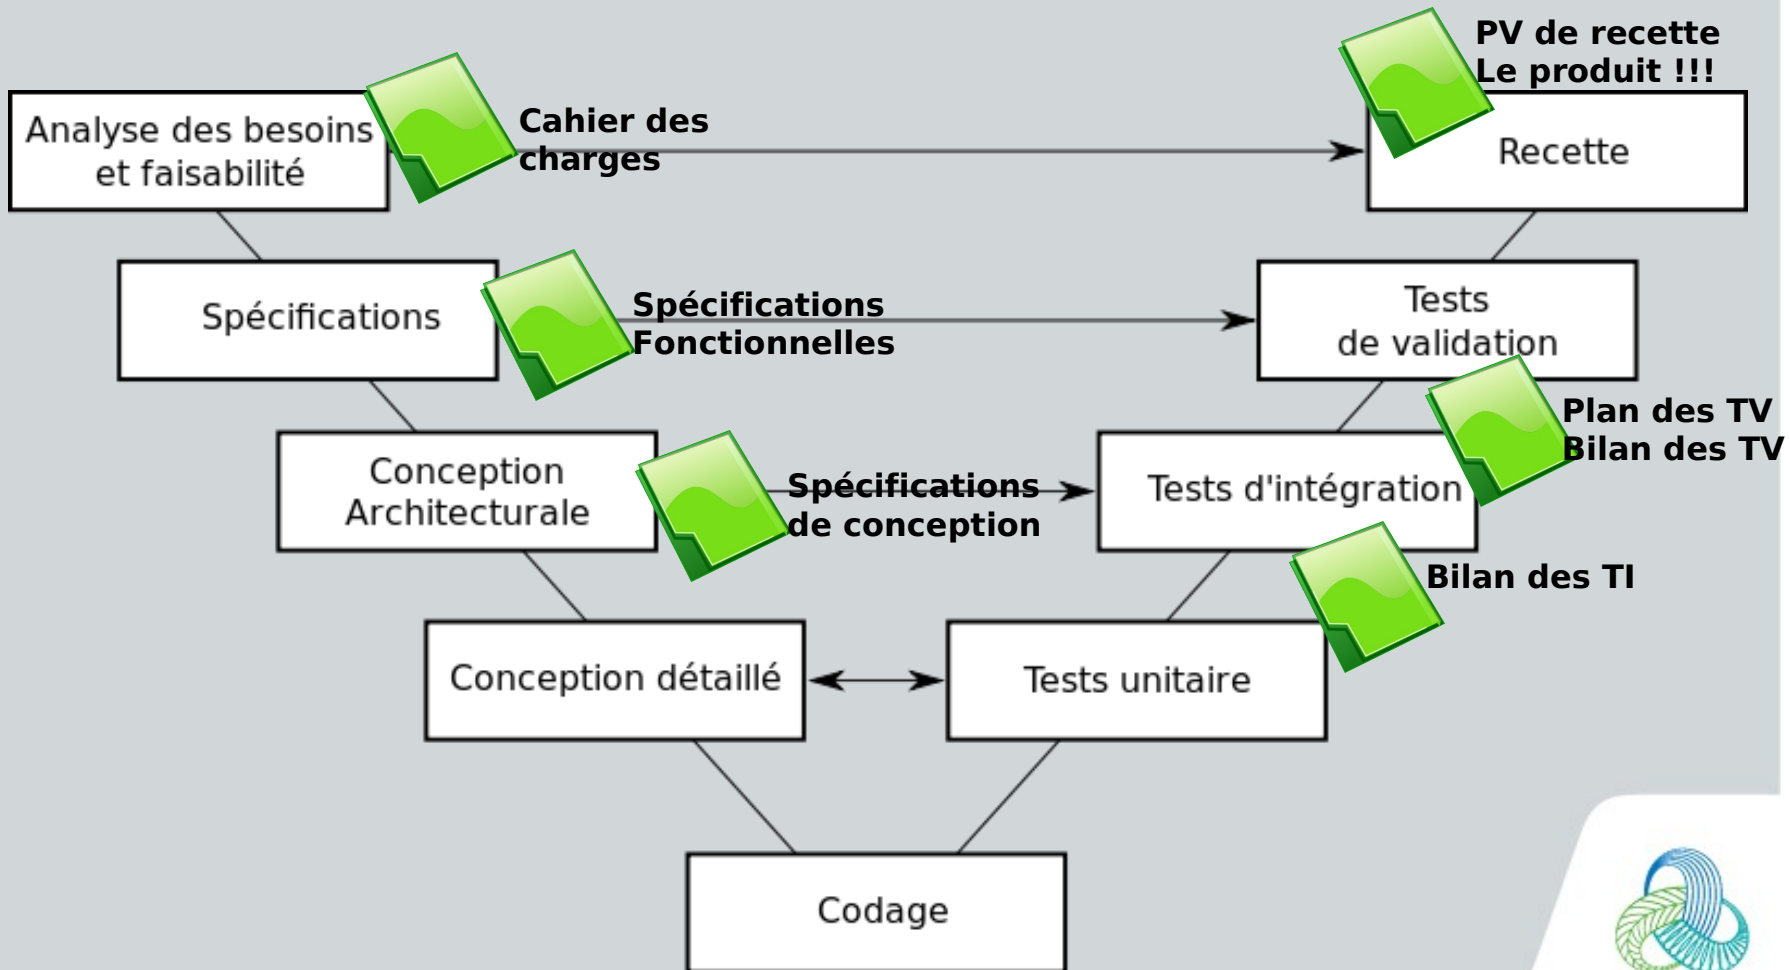 PV de recette
Le produit !!!
Analyse des besoins
et faisabilité
Cahier des
charges
Recette
Spécifications
Spécifications
Fonctionnelles
Tests
de validation
Plan des TV
Bilan des TV
Conception
Architecturale
Spécifications
de conception
Tests d'intégration
Bilan des TI
Conception détaillé
Tests unitaire
Codage